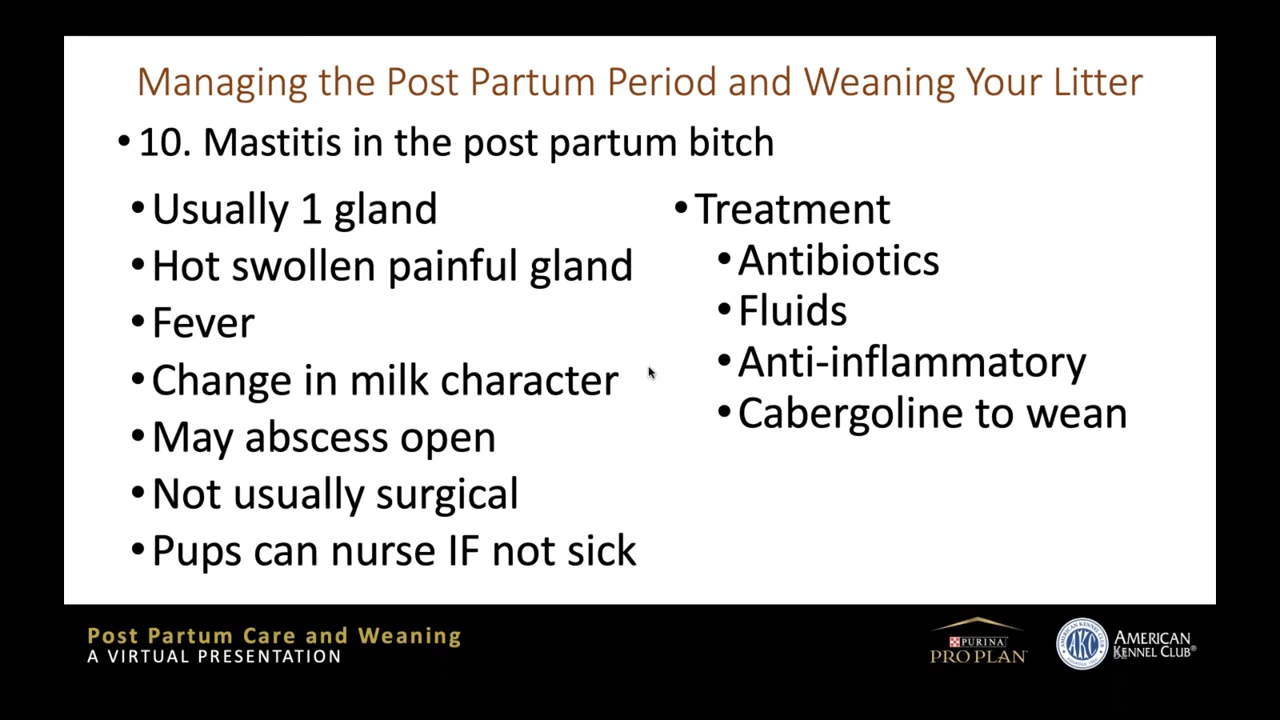 Managing the Post Partum Period and Weaning Your Litter
• 10. Mastitis in the post partum bitch
• Usually 1 gland
• Hot swollen painful gland
• Fever
• Change in milk character
• May abscess open
• Not usually surgical
• Pups can nurse IF not sick
• Treatment
• Antibiotics
• Fluids
• Anti-inflammatory
• Cabergoline to wean
Post Partum Care and Weaning
A VIRTUAL PRESENTATION
PURINA
PRO PLAN
AKC
AMERICAN
KENNEL CLUB®